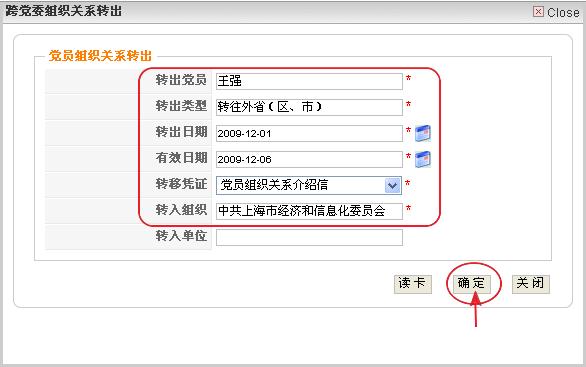 跨党委组织关系转出 Close
党员组织关系转出
转出党员 王强 *
转出类型 转往外省（区、市） *
转出日期 2009-12-01 *
有效日期 2009-12-06 *
转移凭证 党员组织关系介绍信 *
转入组织 中共上海市经济和信息化委员会 *
转入单位
读卡 确定 关闭